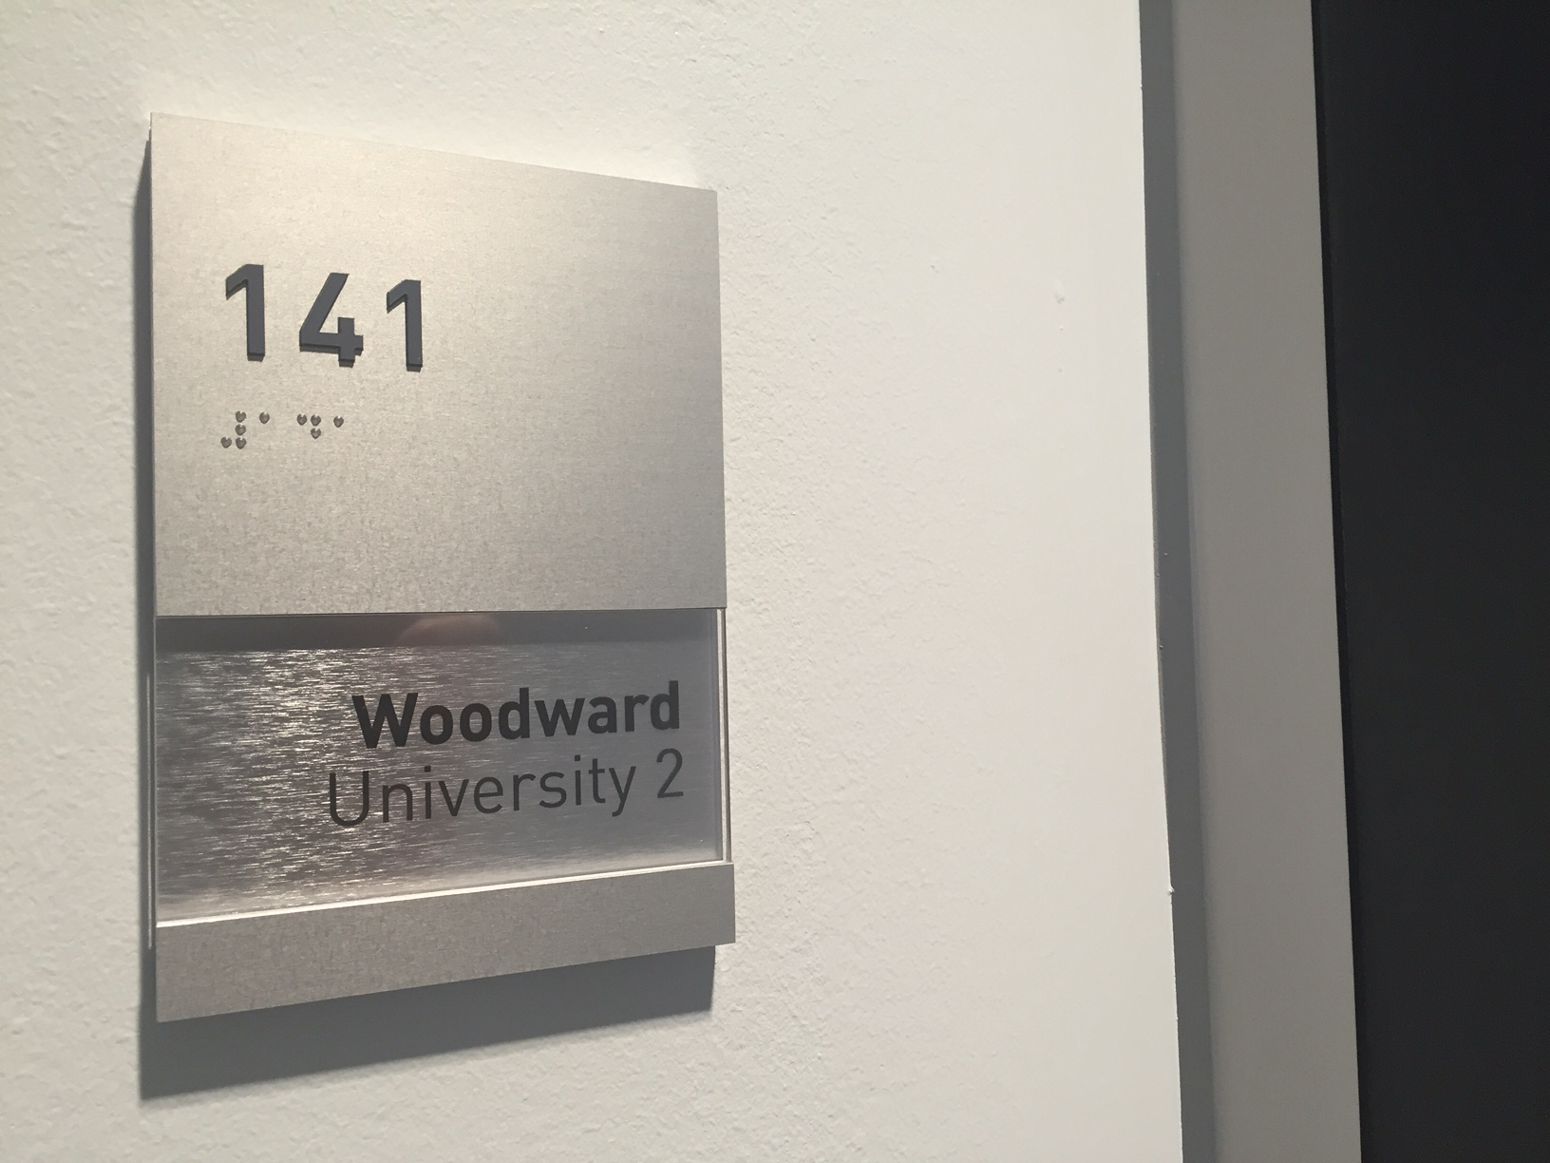 141
⠼⠁⠙⠁
Woodward
University 2